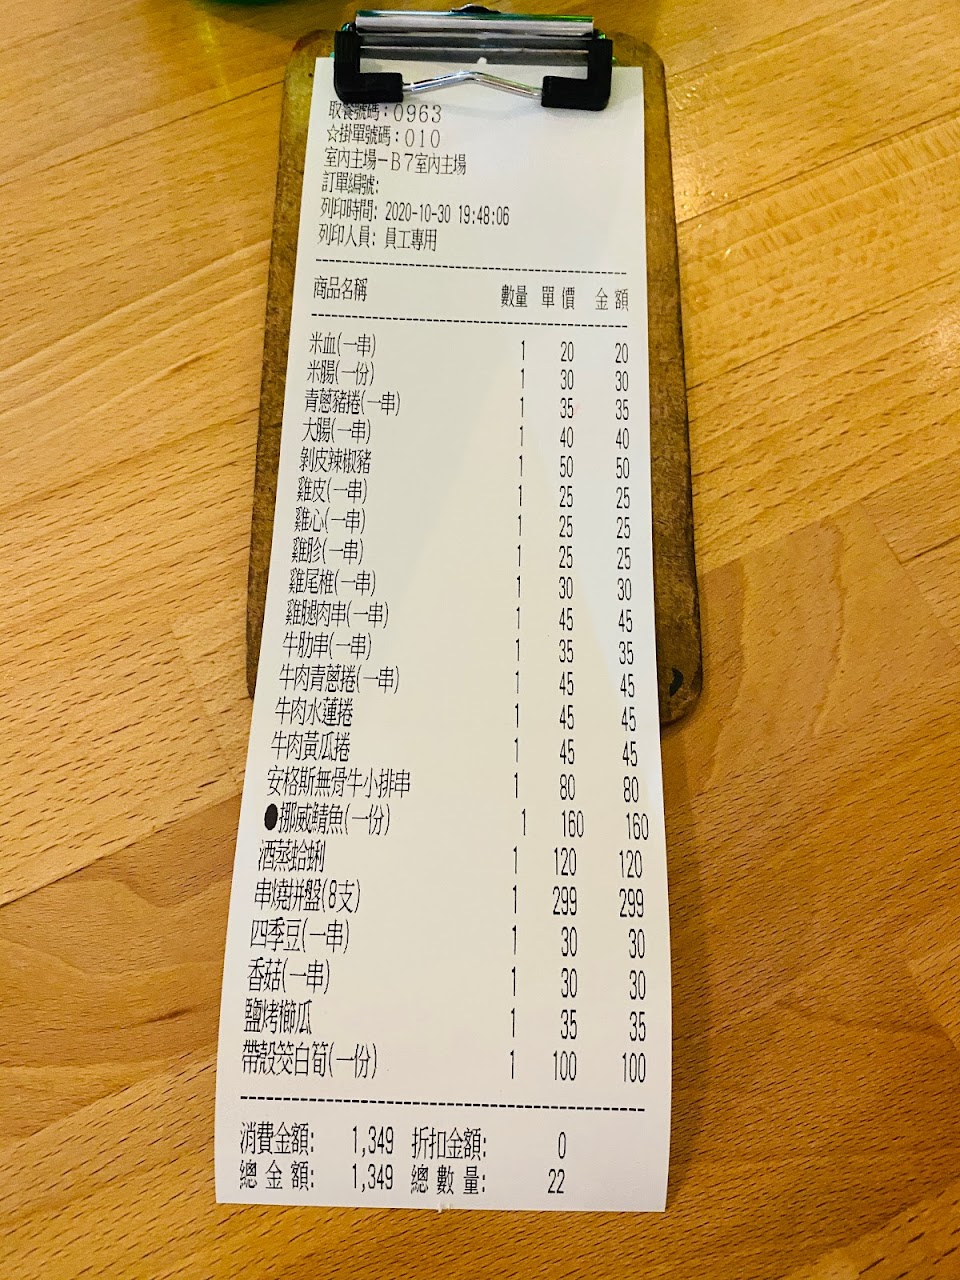 取餐號碼：0963
☆掛單號碼：010
室內主場－B7室內主場
訂單編號:
列印時間: 2020-10-30 19:48:06
列印人員: 員工專用
商品名稱 數量 單價 金額
米血(一串) 1 20 20
米腸(一份) 1 30 30
青蔥豬捲(一串) 1 35 35
大腸(一串) 1 40 40
剝皮辣椒豬 1 50 50
雞皮(一串) 1 25 25
雞心(一串) 1 25 25
雞胗(一串) 1 25 25
雞尾椎(一串) 1 30 30
雞腿肉串(一串) 1 45 45
牛肋串(一串) 1 35 35
牛肉青蔥捲(一串) 1 45 45
牛肉水蓮捲 1 45 45
牛肉黃瓜捲 1 45 45
安格斯無骨牛小排串 1 80 80
●挪威鯖魚(一份) 1 160 160
酒蒸蛤蜊 1 120 120
串燒拼盤(8支) 1 299 299
四季豆(一串) 1 30 30
香菇(一串) 1 30 30
鹽烤櫛瓜 1 35 35
帶殼筊白筍(一份) 1 100 100
消費金額: 1,349 折扣金額: 0
總金額: 1,349 總數量: 22